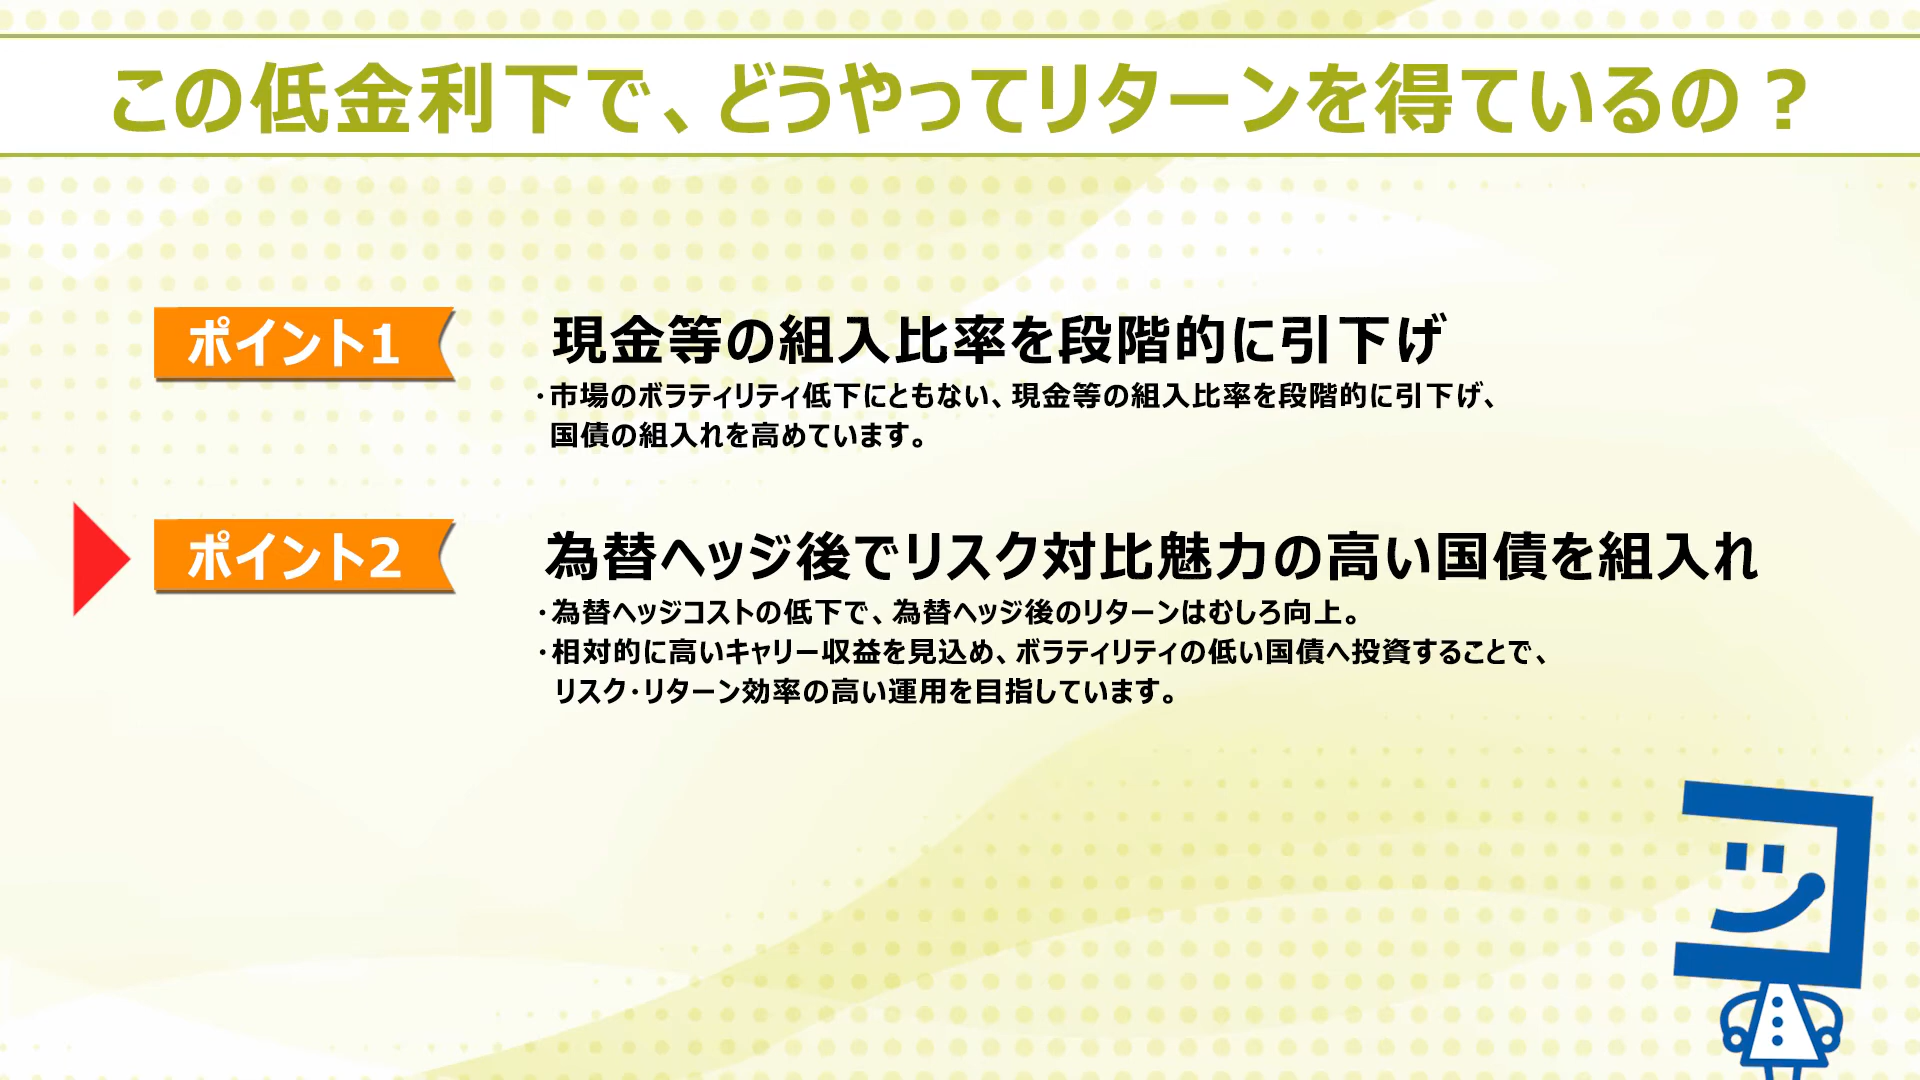 この低金利下で、どうやってリターンを得ているの？
ポイント1
現金等の組入比率を段階的に引下げ
・市場のボラティリティ低下にともない、現金等の組入比率を段階的に引下げ、
国債の組入れを高めています。
ポイント2
為替ヘッジ後でリスク対比魅力の高い国債を組入れ
・為替ヘッジコストの低下で、為替ヘッジ後のリターンはむしろ向上。
・相対的に高いキャリー収益を見込め、ボラティリティの低い国債へ投資することで、
リスク・リターン効率の高い運用を目指しています。